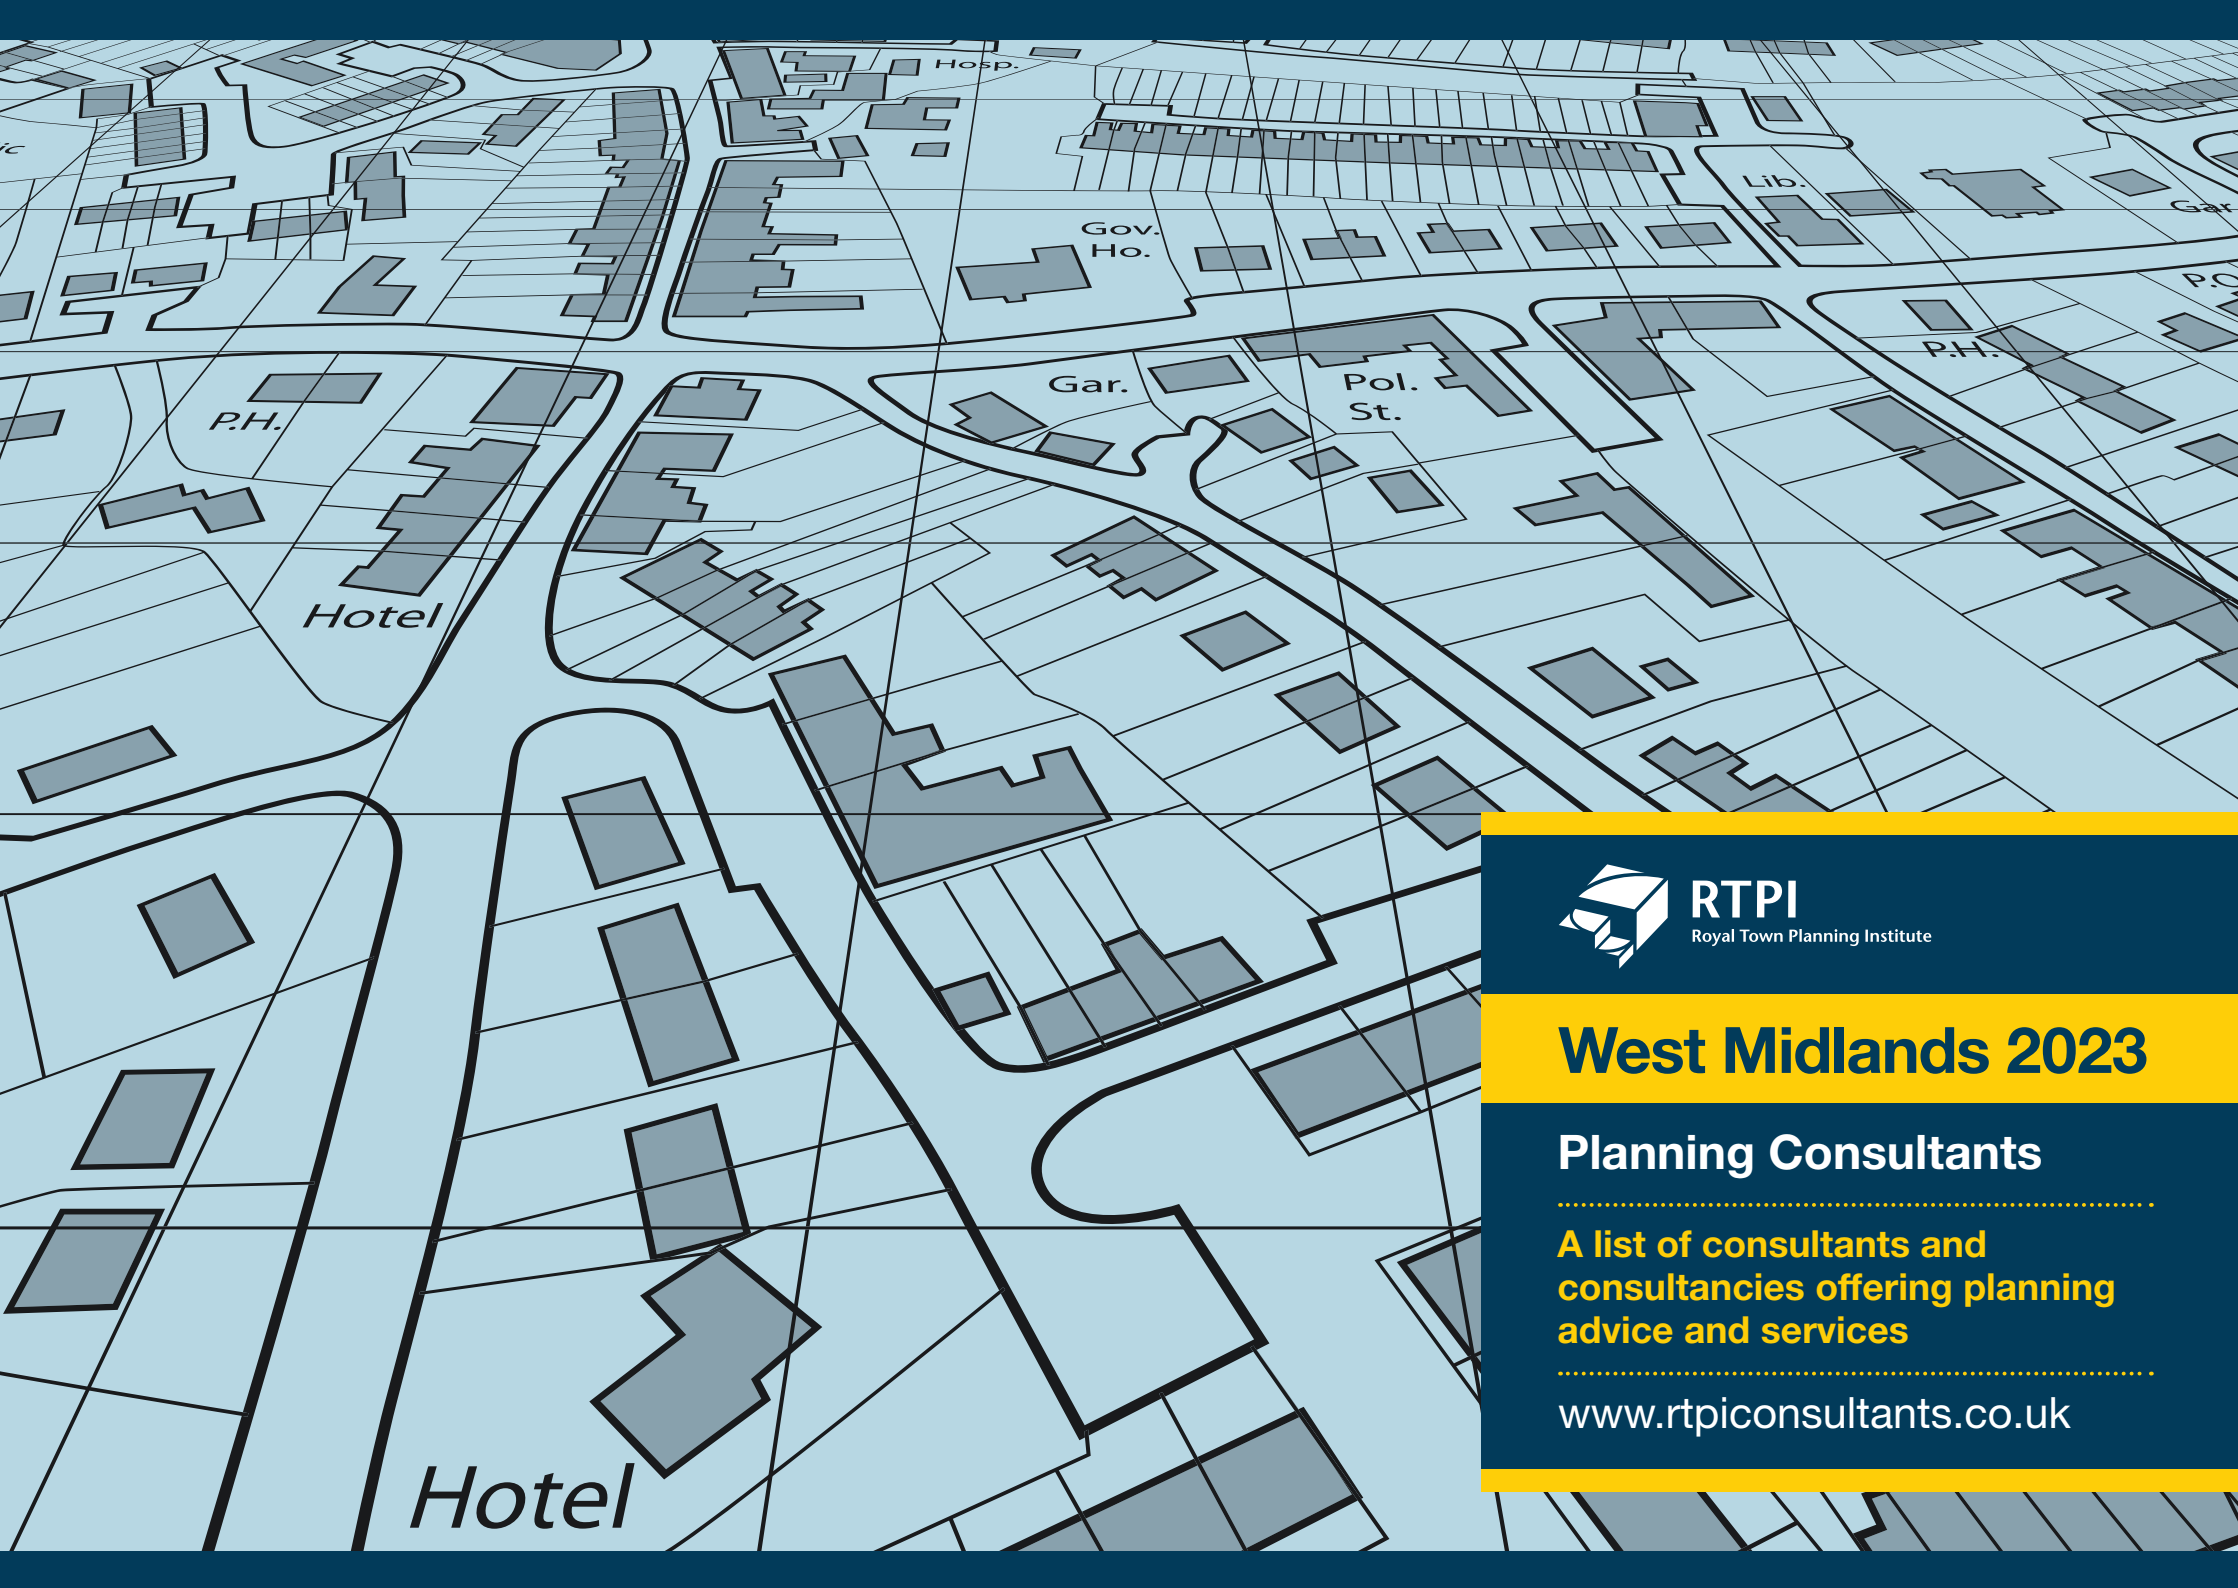 Hosp.
Lib.
Gar
Gov.
Ho.
P.H.
Gar.
Pol.
St.
P.H.
Hotel
RTPI
Royal Town Planning Institute
West Midlands 2023
Planning Consultants
A list of consultants and
consultancies offering planning
advice and services
www.rtpiconsultants.co.uk
Hotel